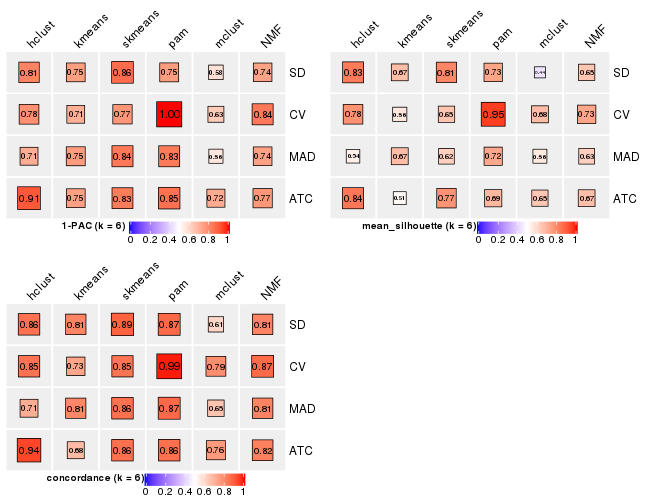 hclust kmeans skmeans pam mclust NMF
0.81 0.75 0.86 0.75 0.58 0.74 SD
0.78 0.71 0.77 1.00 0.63 0.84 CV
0.71 0.75 0.84 0.83 0.56 0.74 MAD
0.91 0.75 0.83 0.85 0.72 0.77 ATC
1-PAC (k = 6)
0 0.2 0.4 0.6 0.8 1
hclust kmeans skmeans pam mclust NMF
0.83 0.67 0.81 0.73 0.44 0.65 SD
0.78 0.56 0.65 0.95 0.68 0.73 CV
0.54 0.67 0.62 0.72 0.56 0.63 MAD
0.84 0.51 0.77 0.69 0.65 0.67 ATC
mean_silhouette (k = 6)
0 0.2 0.4 0.6 0.8 1
hclust kmeans skmeans pam mclust NMF
0.86 0.81 0.89 0.87 0.61 0.81 SD
0.85 0.73 0.85 0.99 0.79 0.87 CV
0.71 0.81 0.86 0.87 0.65 0.81 MAD
0.94 0.68 0.86 0.86 0.76 0.82 ATC
concordance (k = 6)
0 0.2 0.4 0.6 0.8 1